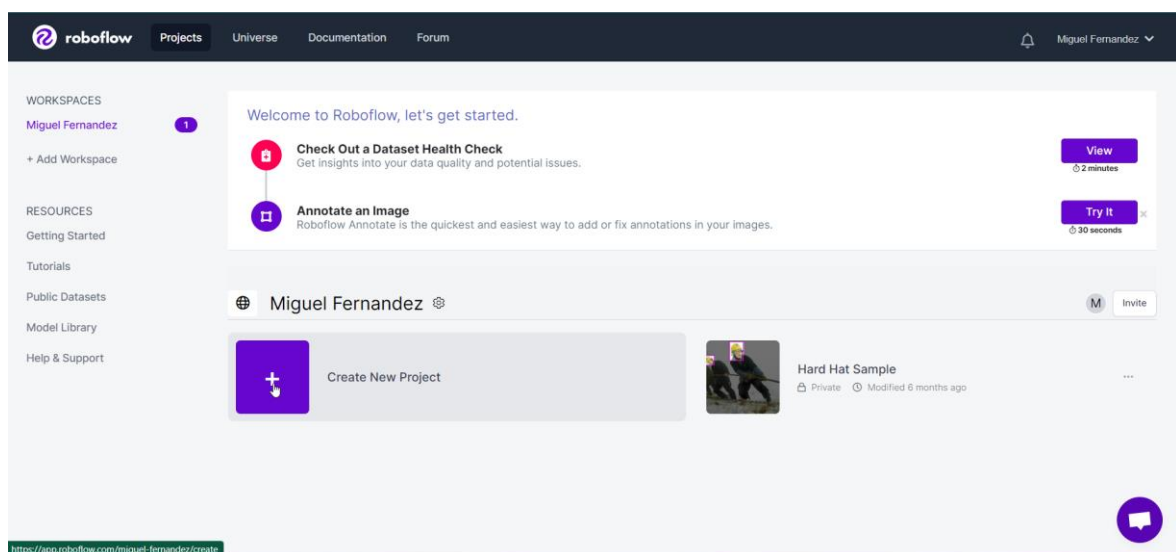 roboflow Projects Universe Documentation Forum Miguel Fernandez
WORKSPACES
Miguel Fernandez 1
+ Add Workspace
RESOURCES
Getting Started
Tutorials
Public Datasets
Model Library
Help & Support
Welcome to Roboflow, let's get started.
Check Out a Dataset Health Check
Get insights into your data quality and potential issues.
View
2 minutes
Annotate an Image
Roboflow Annotate is the quickest and easiest way to add or fix annotations in your images.
Try It
30 seconds
Miguel Fernandez
M Invite
Create New Project
Hard Hat Sample
Private Modified 6 months ago
https://app.roboflow.com/miguel-fernandez/create